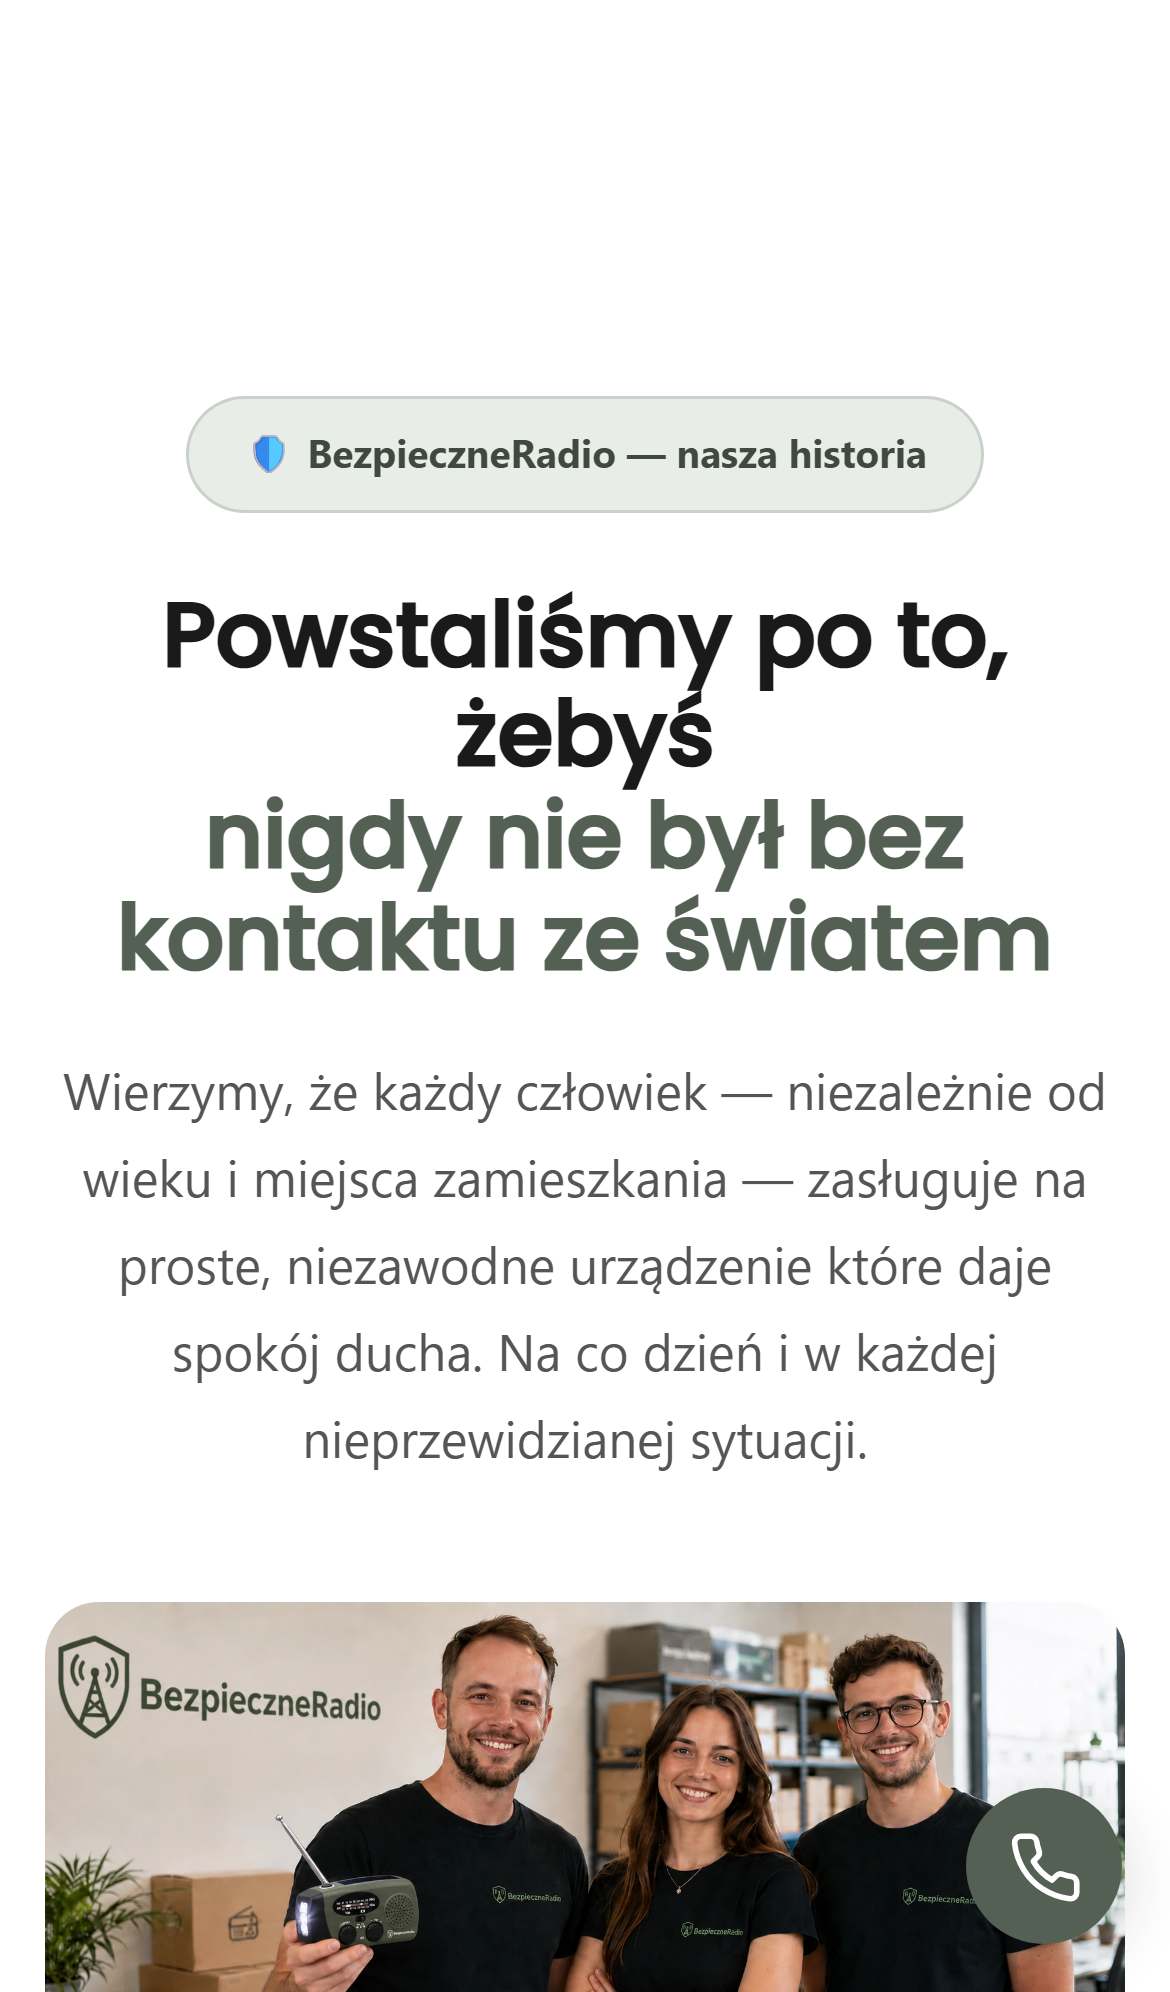 BezpieczneRadio — nasza historia
Powstaliśmy po to,
żebyś
nigdy nie był bez
kontaktu ze światem
Wierzymy, że każdy człowiek — niezależnie od
wieku i miejsca zamieszkania — zasługuje na
proste, niezawodne urządzenie które daje
spokój ducha. Na co dzień i w każdej
nieprzewidzianej sytuacji.
BezpieczneRadio
BezpieczneRadio
BezpieczneRadio